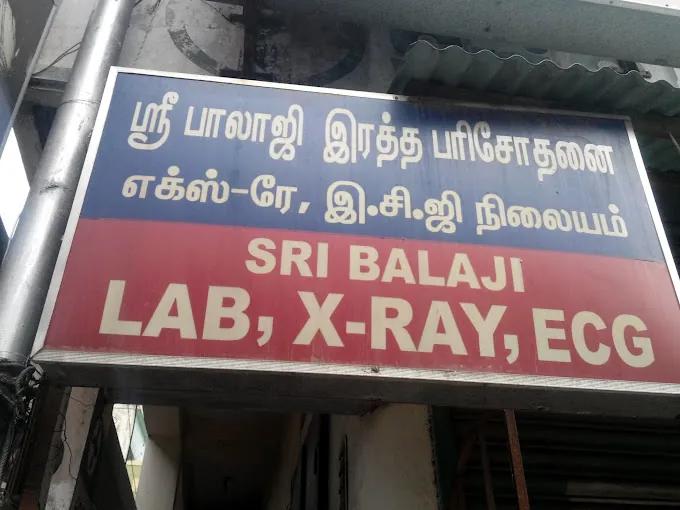 ஸ்ரீ பாலாஜி இரத்த பரிசோதனை
எக்ஸ்-ரே, இ.சி.ஜி நிலையம்
SRI BALAJI
LAB, X-RAY, ECG